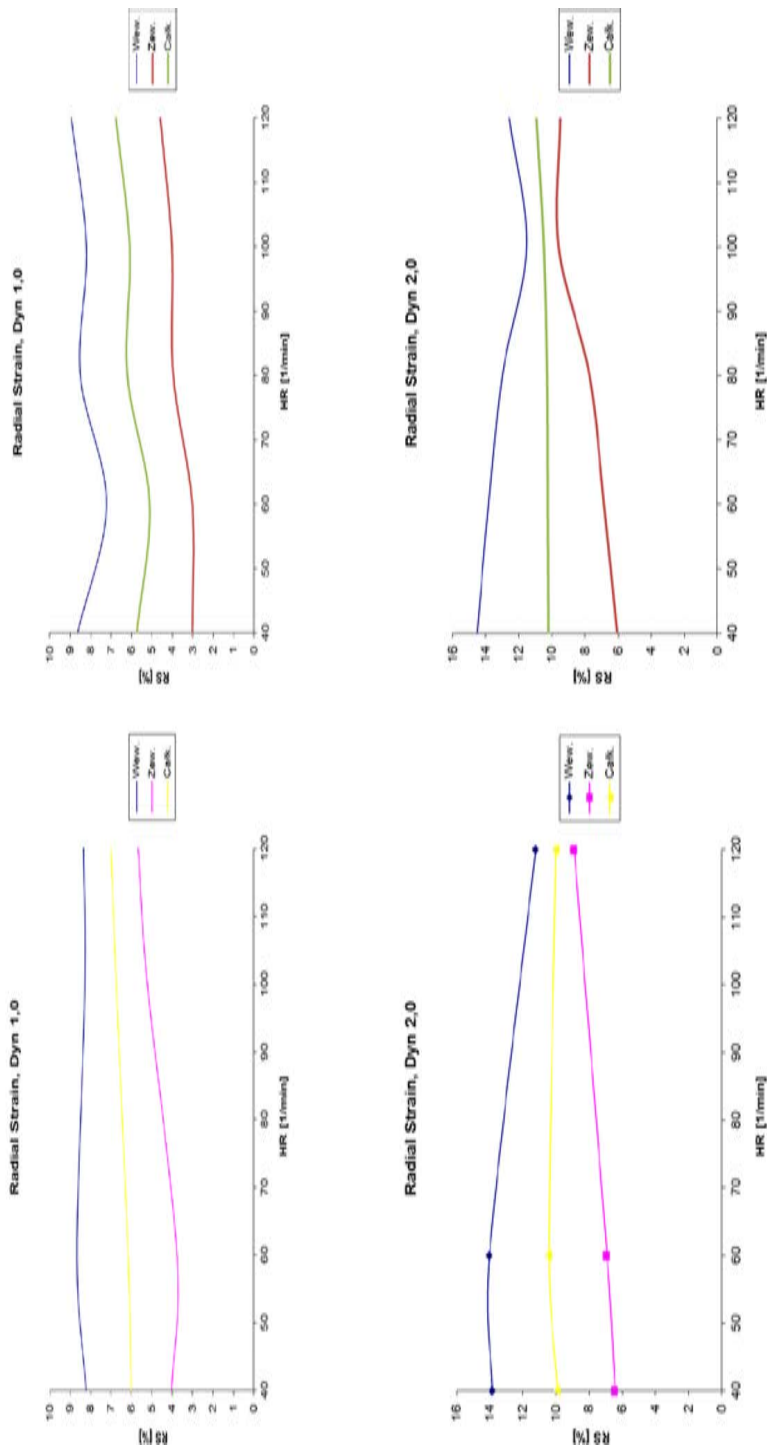 Radial Strain, Dyn 1,0
RS [%]
10
9
8
7
6
5
4
3
2
1
0
40 50 60 70 80 90 100 110 120
HR [1/min]
Wew.
Zew.
Całk.
Radial Strain, Dyn 1,0
RS [%]
10
9
8
7
6
5
4
3
2
1
0
40 50 60 70 80 90 100 110 120
HR [1/min]
Wew.
Zew.
Całk.
Radial Strain, Dyn 2,0
RS [%]
16
14
12
10
8
6
4
2
0
40 50 60 70 80 90 100 110 120
HR [1/min]
Wew.
Zew.
Całk.
Radial Strain, Dyn 2,0
RS [%]
16
14
12
10
8
6
4
2
0
40 50 60 70 80 90 100 110 120
HR [1/min]
Wew.
Zew.
Całk.